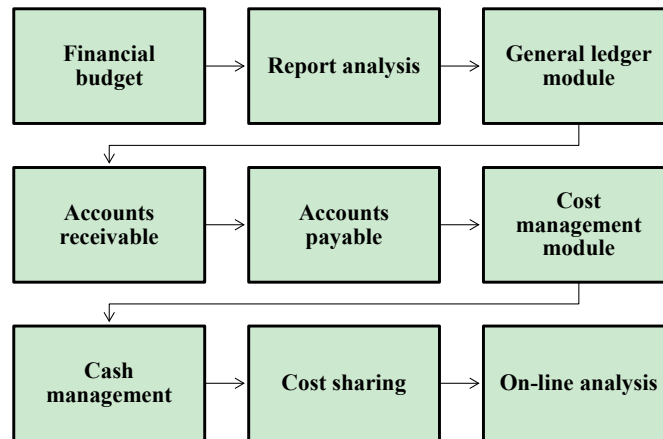 Financial
budget
Report analysis
General ledger
module
Accounts
receivable
Accounts
payable
Cost
management
module
Cash
management
Cost sharing
On-line analysis